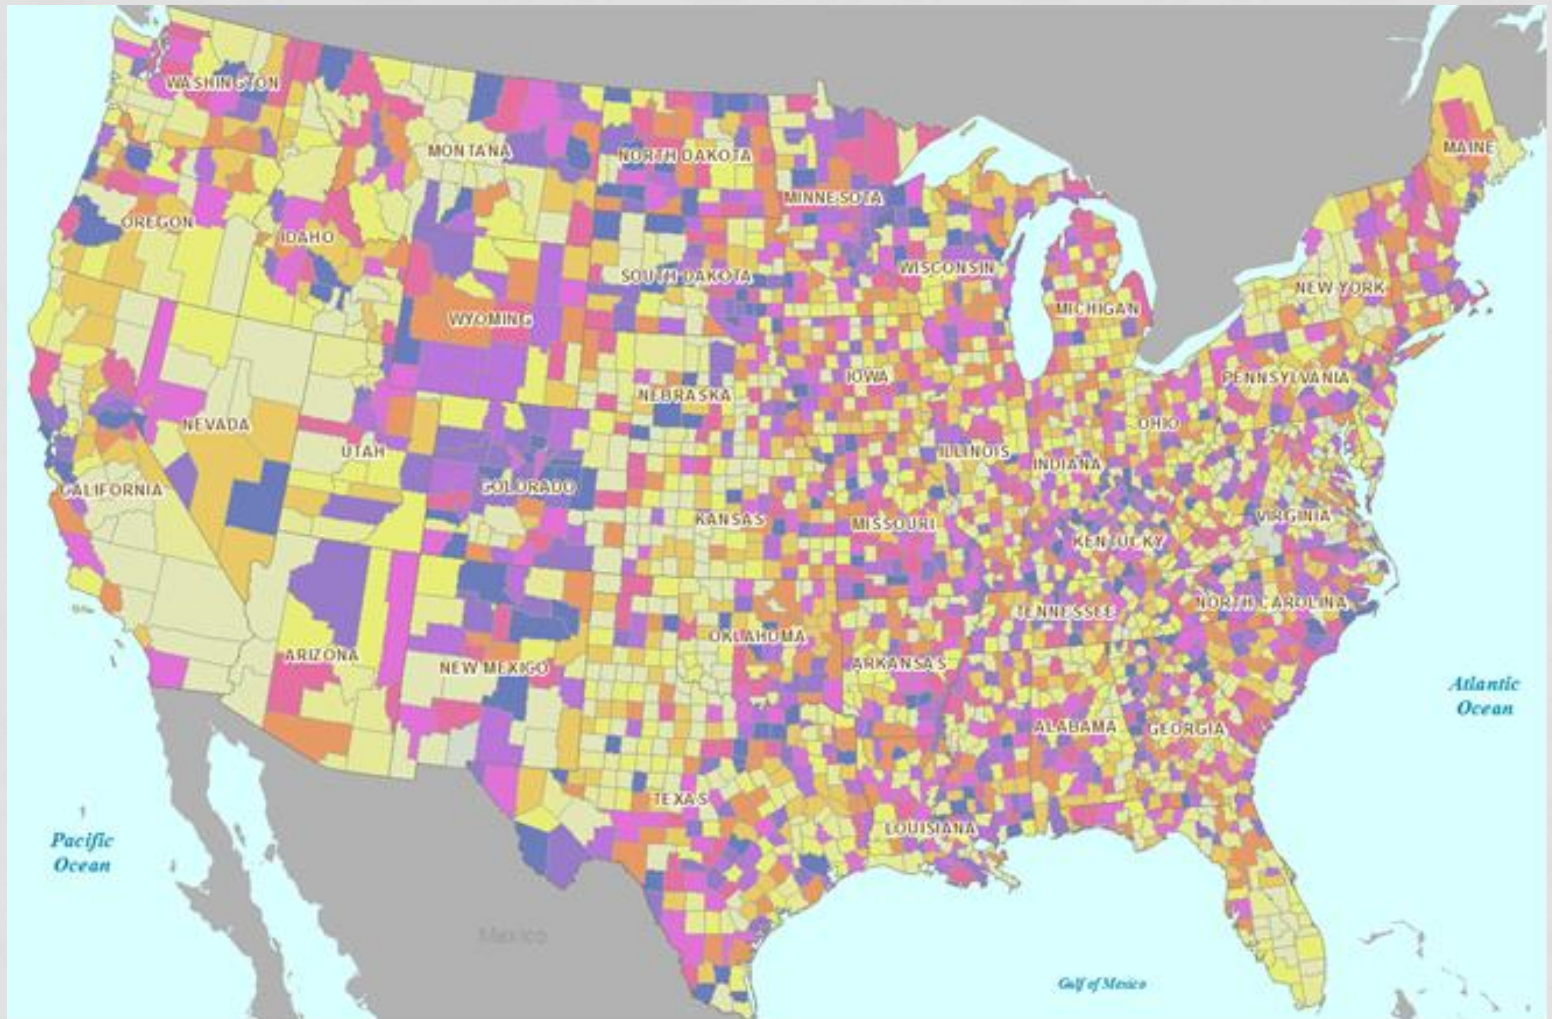 WASHINGTON
MONTANA
NORTH DAKOTA
MAINE
MINNESOTA
OREGON
IDAHO
SOUTH DAKOTA
WISCONSIN
NEW YORK
MICHIGAN
WYOMING
IOWA
PENNSYLVANIA
NEBRASKA
NEVADA
OHIO
UTAH
ILLINOIS
INDIANA
CALIFORNIA
COLORADO
KANSAS
MISSOURI
VIRGINIA
KENTUCKY
TENNESSEE
NORTH CAROLINA
OKLAHOMA
ARIZONA
NEW MEXICO
ARKANSAS
Atlantic
Ocean
ALABAMA
GEORGIA
TEXAS
LOUISIANA
Pacific
Ocean
Mexico
Gulf of Mexico